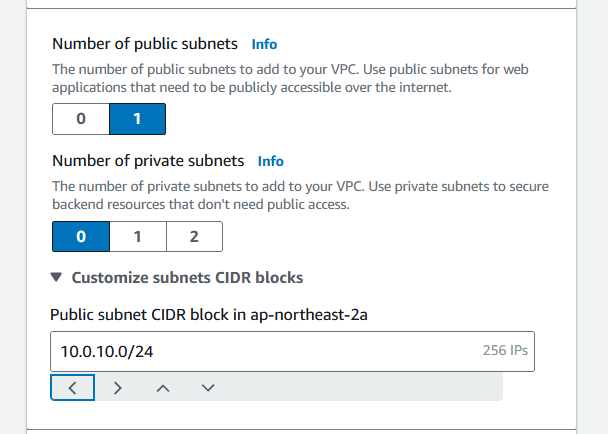 Number of public subnets Info
The number of public subnets to add to your VPC. Use public subnets for web
applications that need to be publicly accessible over the internet.
0 1
Number of private subnets Info
The number of private subnets to add to your VPC. Use private subnets to secure
backend resources that don't need public access.
0 1 2
Customize subnets CIDR blocks
Public subnet CIDR block in ap-northeast-2a
10.0.10.0/24 256 IPs